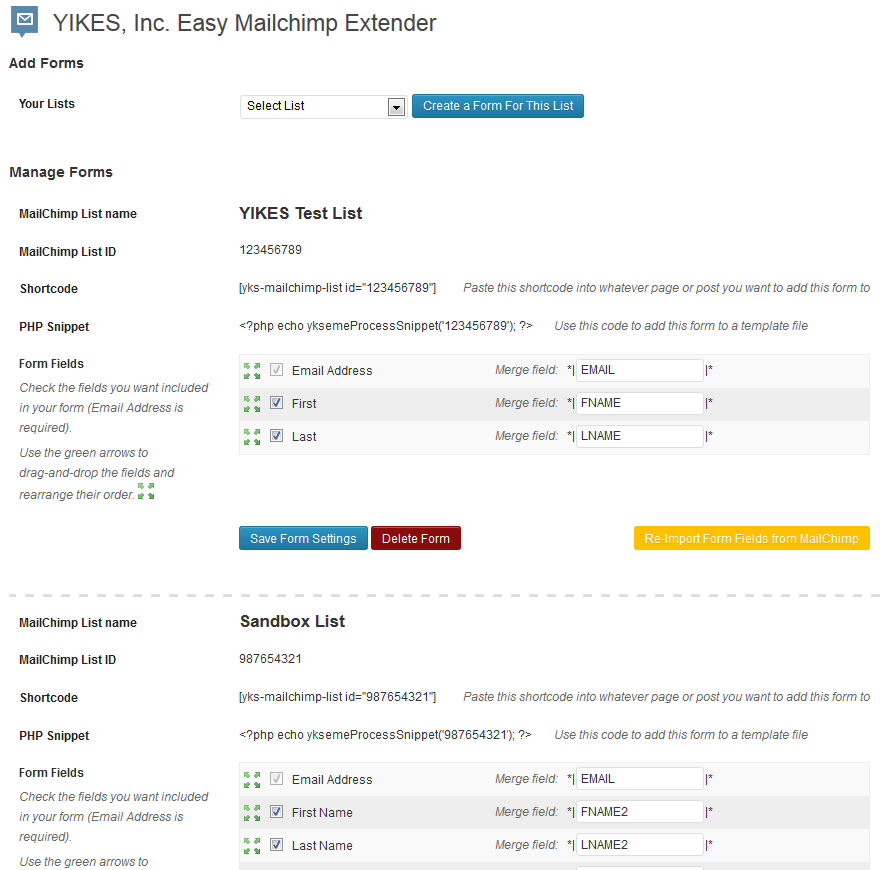 YIKES, Inc. Easy Mailchimp Extender
Add Forms
Your Lists Select List Create a Form For This List
Manage Forms
MailChimp List name YIKES Test List
MailChimp List ID 123456789
Shortcode [yks-mailchimp-list id="123456789"] Paste this shortcode into whatever page or post you want to add this form to
PHP Snippet <?php echo yksemeProcessSnippet('123456789'); ?> Use this code to add this form to a template file
Form Fields
Check the fields you want included
in your form (Email Address is
required).
Use the green arrows to
drag-and-drop the fields and
rearrange their order.
Email Address Merge field: *| EMAIL |*
First Merge field: *| FNAME |*
Last Merge field: *| LNAME |*
Save Form Settings Delete Form Re-Import Form Fields from MailChimp
MailChimp List name Sandbox List
MailChimp List ID 987654321
Shortcode [yks-mailchimp-list id="987654321"] Paste this shortcode into whatever page or post you want to add this form to
PHP Snippet <?php echo yksemeProcessSnippet('987654321'); ?> Use this code to add this form to a template file
Form Fields
Check the fields you want included
in your form (Email Address is
required).
Use the green arrows to
Email Address Merge field: *| EMAIL |*
First Name Merge field: *| FNAME2 |*
Last Name Merge field: *| LNAME2 |*